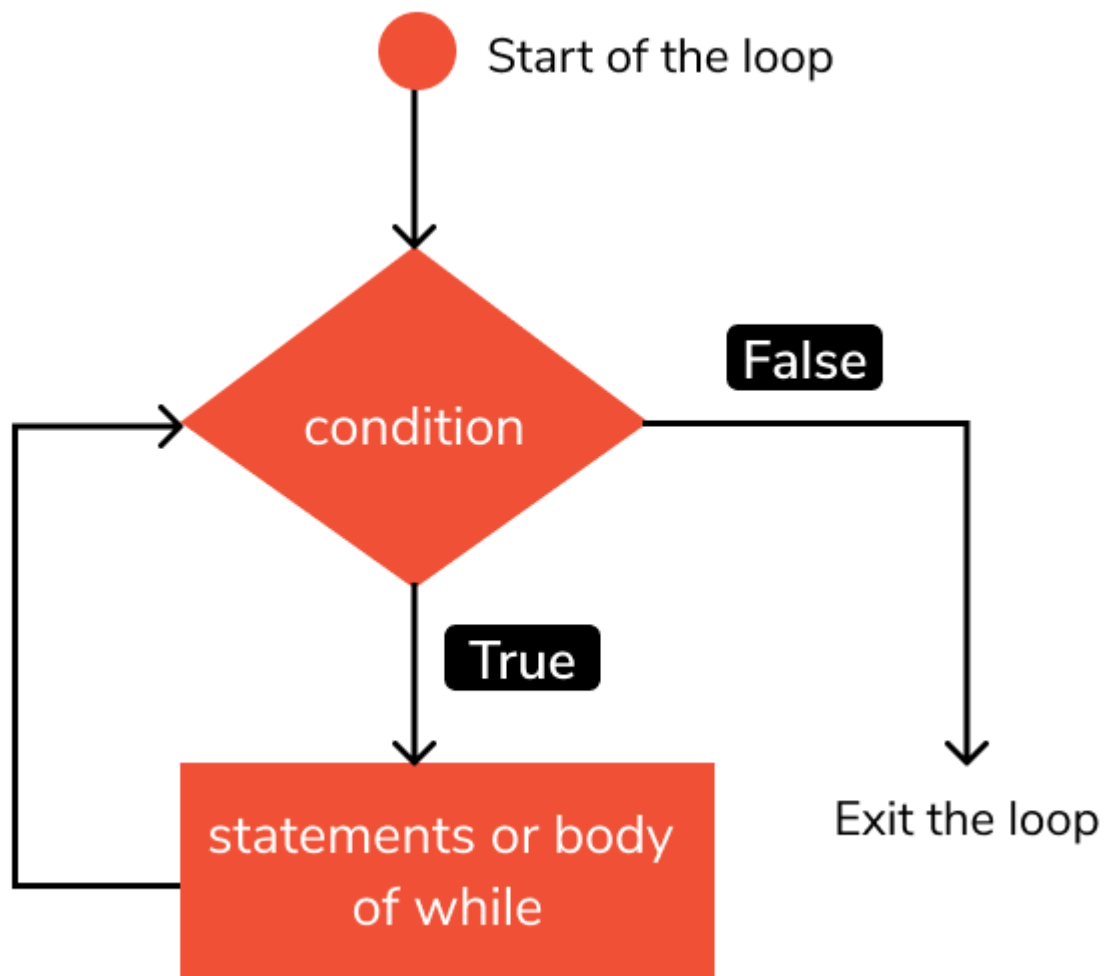 Start of the loop
condition
False
True
statements or body
of while
Exit the loop